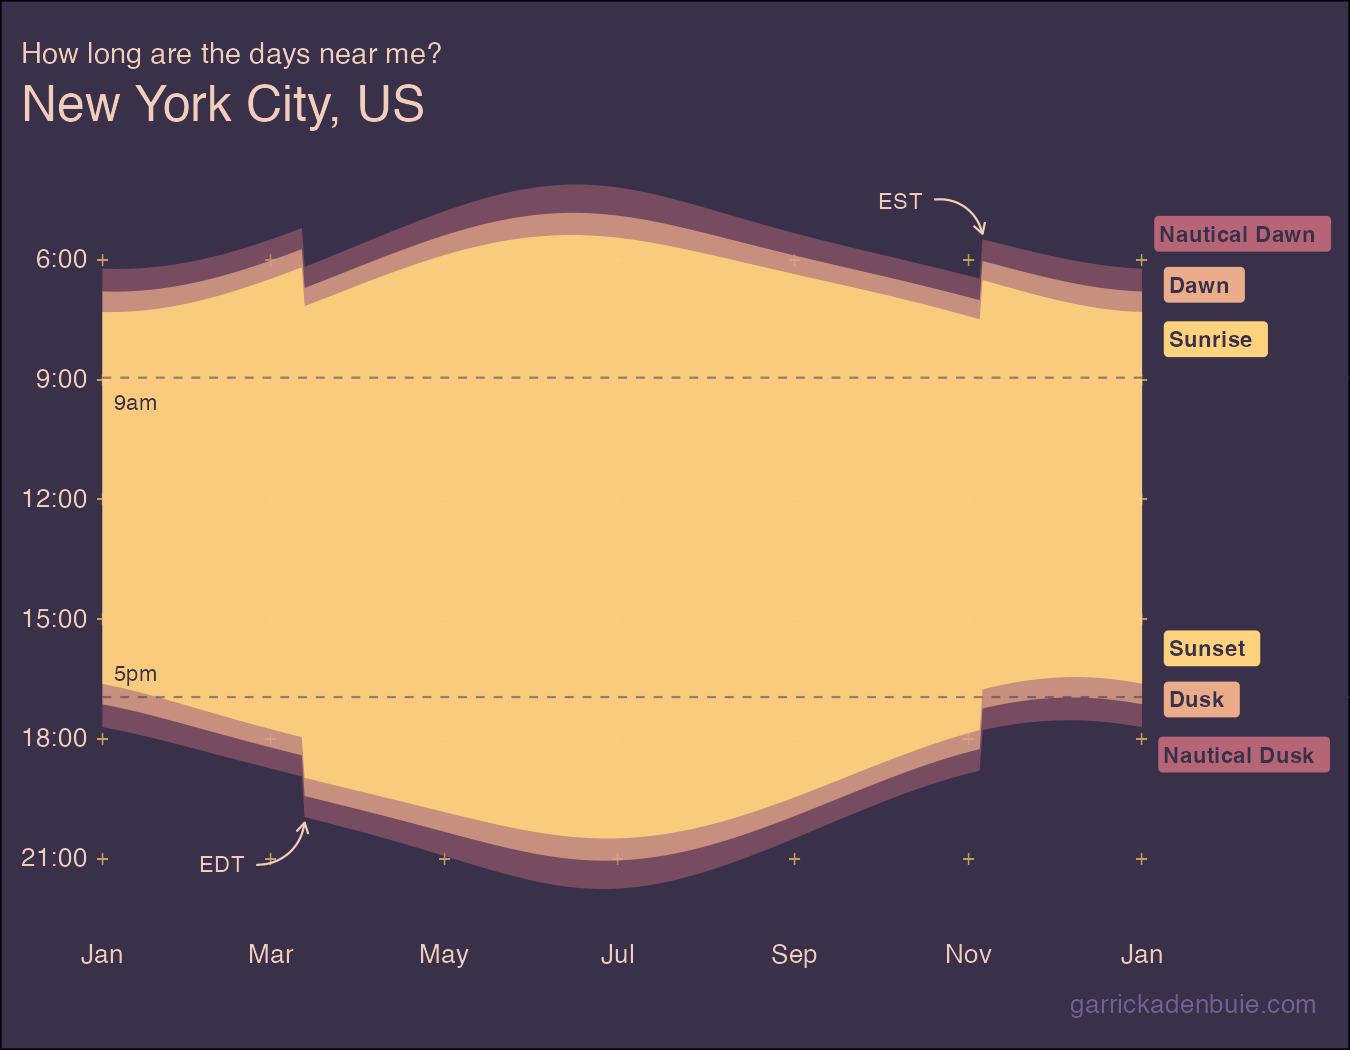 How long are the days near me?
New York City, US
EST
Nautical Dawn
6:00
Dawn
Sunrise
9:00
9am
12:00
15:00
Sunset
5pm
Dusk
18:00
Nautical Dusk
21:00
EDT
Jan Mar May Jul Sep Nov Jan
garrickadenbuie.com